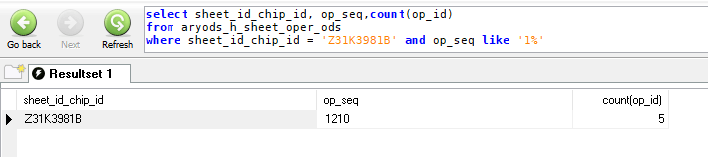 Go back
Next
Refresh
select sheet_id_chip_id, op_seq,count(op_id)
from aryods_h_sheet_oper_ods
where sheet_id_chip_id = 'Z31K3981B' and op_seq like '1%'
Resultset 1
sheet_id_chip_id op_seq count(op_id)
Z31K3981B 1210 5